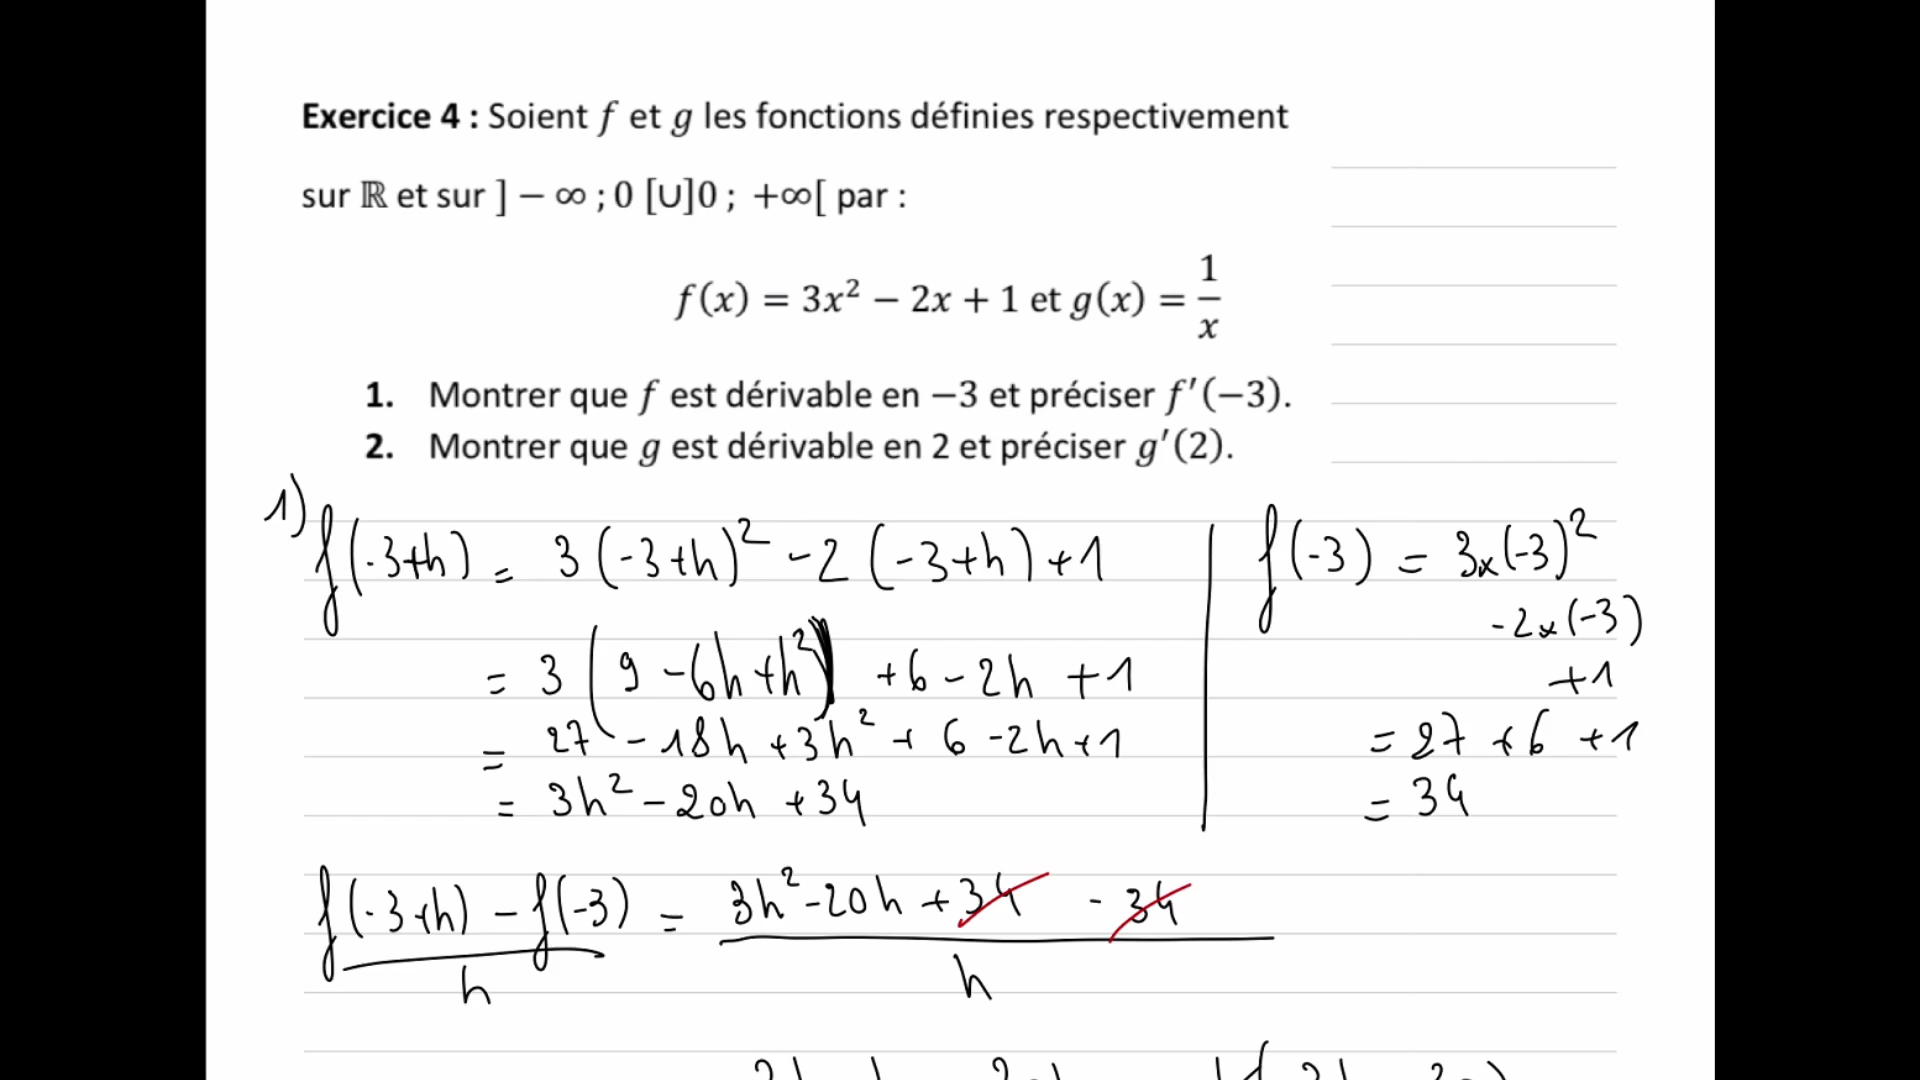 Exercice 4 : Soient f et g les fonctions définies respectivement
sur ℝ et sur ] − ∞ ; 0 [∪]0 ; +∞[ par :
f(x) = 3x² − 2x + 1 et g(x) = 1/x
1. Montrer que f est dérivable en −3 et préciser f′(−3).
2. Montrer que g est dérivable en 2 et préciser g′(2).
1)
f(-3+h) = 3(-3+h)² - 2(-3+h) + 1
= 3(9 - 6h + h²) + 6 - 2h + 1
= 27 - 18h + 3h² + 6 - 2h + 1
= 3h² - 20h + 34
f(-3) = 3×(-3)²
- 2×(-3)
+ 1
= 27 + 6 + 1
= 34
f(-3+h) - f(-3) / h = 3h² - 20h + 34 - 34 / h